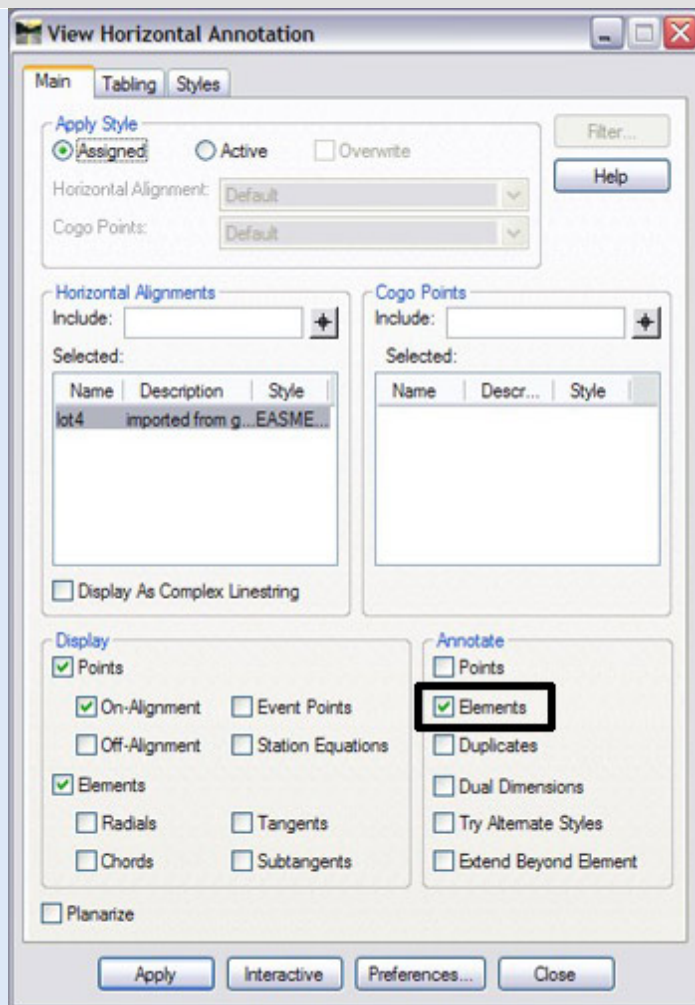 View Horizontal Annotation
Main Tabling Styles
Apply Style
Assigned Active Overwrite
Filter...
Help
Horizontal Alignment: Default
Cogo Points: Default
Horizontal Alignments
Include:
Selected:
Name Description Style
lot4 imported from g...EASME...
Display As Complex Linestring
Cogo Points
Include:
Selected:
Name Descr... Style
Display
Points
On-Alignment Event Points
Off-Alignment Station Equations
Elements
Radials Tangents
Chords Subtangents
Annotate
Points
Elements
Duplicates
Dual Dimensions
Try Alternate Styles
Extend Beyond Element
Planarize
Apply Interactive Preferences... Close